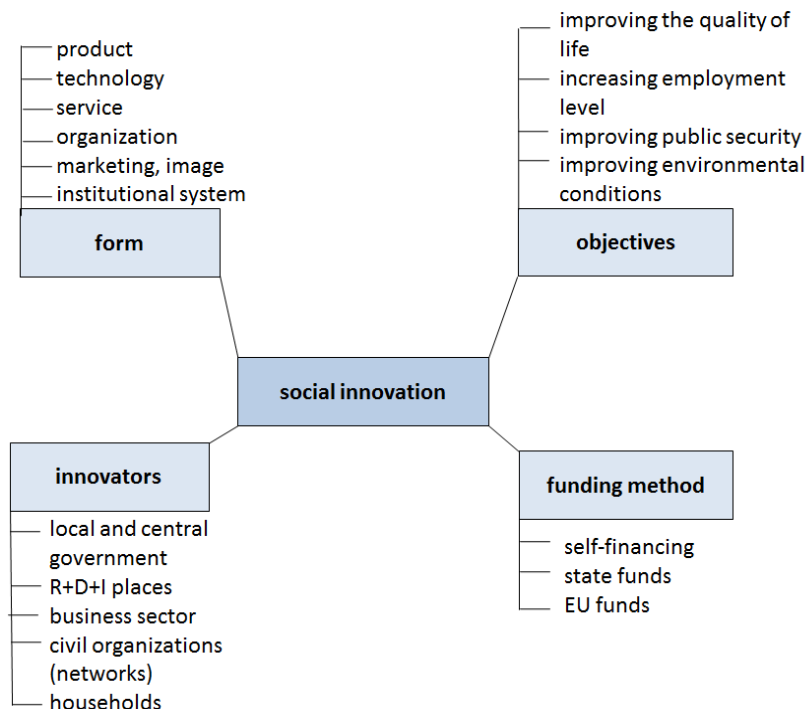 product
technology
service
organization
marketing, image
institutional system
form
improving the quality of
life
increasing employment
level
improving public security
improving environmental
conditions
objectives
social innovation
innovators
local and central
government
R+D+I places
business sector
civil organizations
(networks)
households
funding method
self-financing
state funds
EU funds